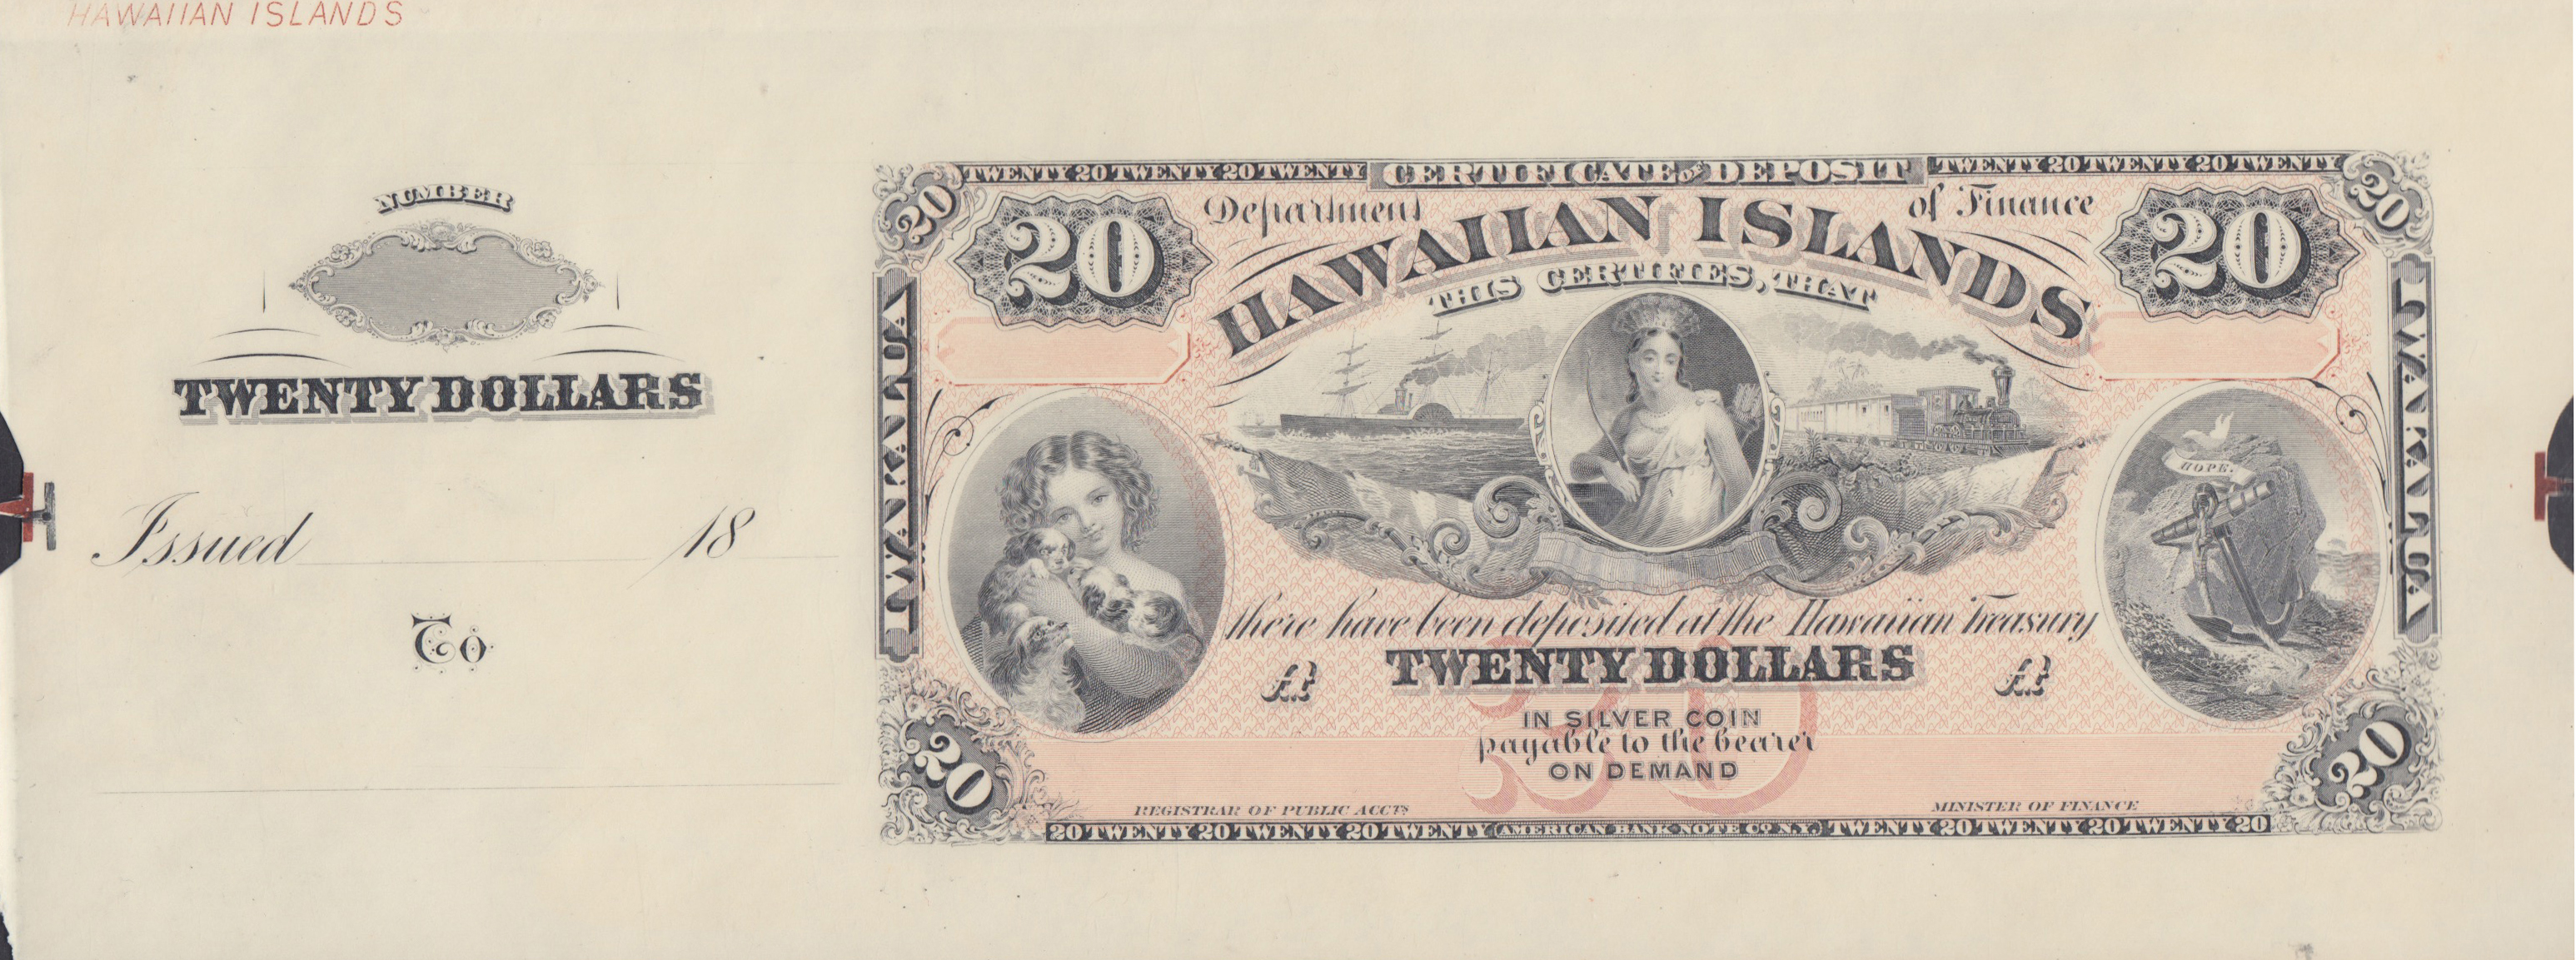 HAWAIIAN ISLANDS
NUMBER
TWENTY DOLLARS
Issued 18
To
TWENTY 20 TWENTY 20 TWENTY CERTIFICATE OF DEPOSIT TWENTY 20 TWENTY 20 TWENTY
20 20
20 Department of Finance 20
HAWAIIAN ISLANDS
THIS CERTIFIES, THAT
IWAKALUA IWAKALUA
HOPE.
there have been deposited at the Hawaiian Treasury
TWENTY DOLLARS
20
IN SILVER COIN
payable to the bearer
ON DEMAND
20 20
REGISTRAR OF PUBLIC ACCTS MINISTER OF FINANCE
20 TWENTY 20 TWENTY 20 TWENTY AMERICAN BANK NOTE CO N.Y. TWENTY 20 TWENTY 20 TWENTY 20